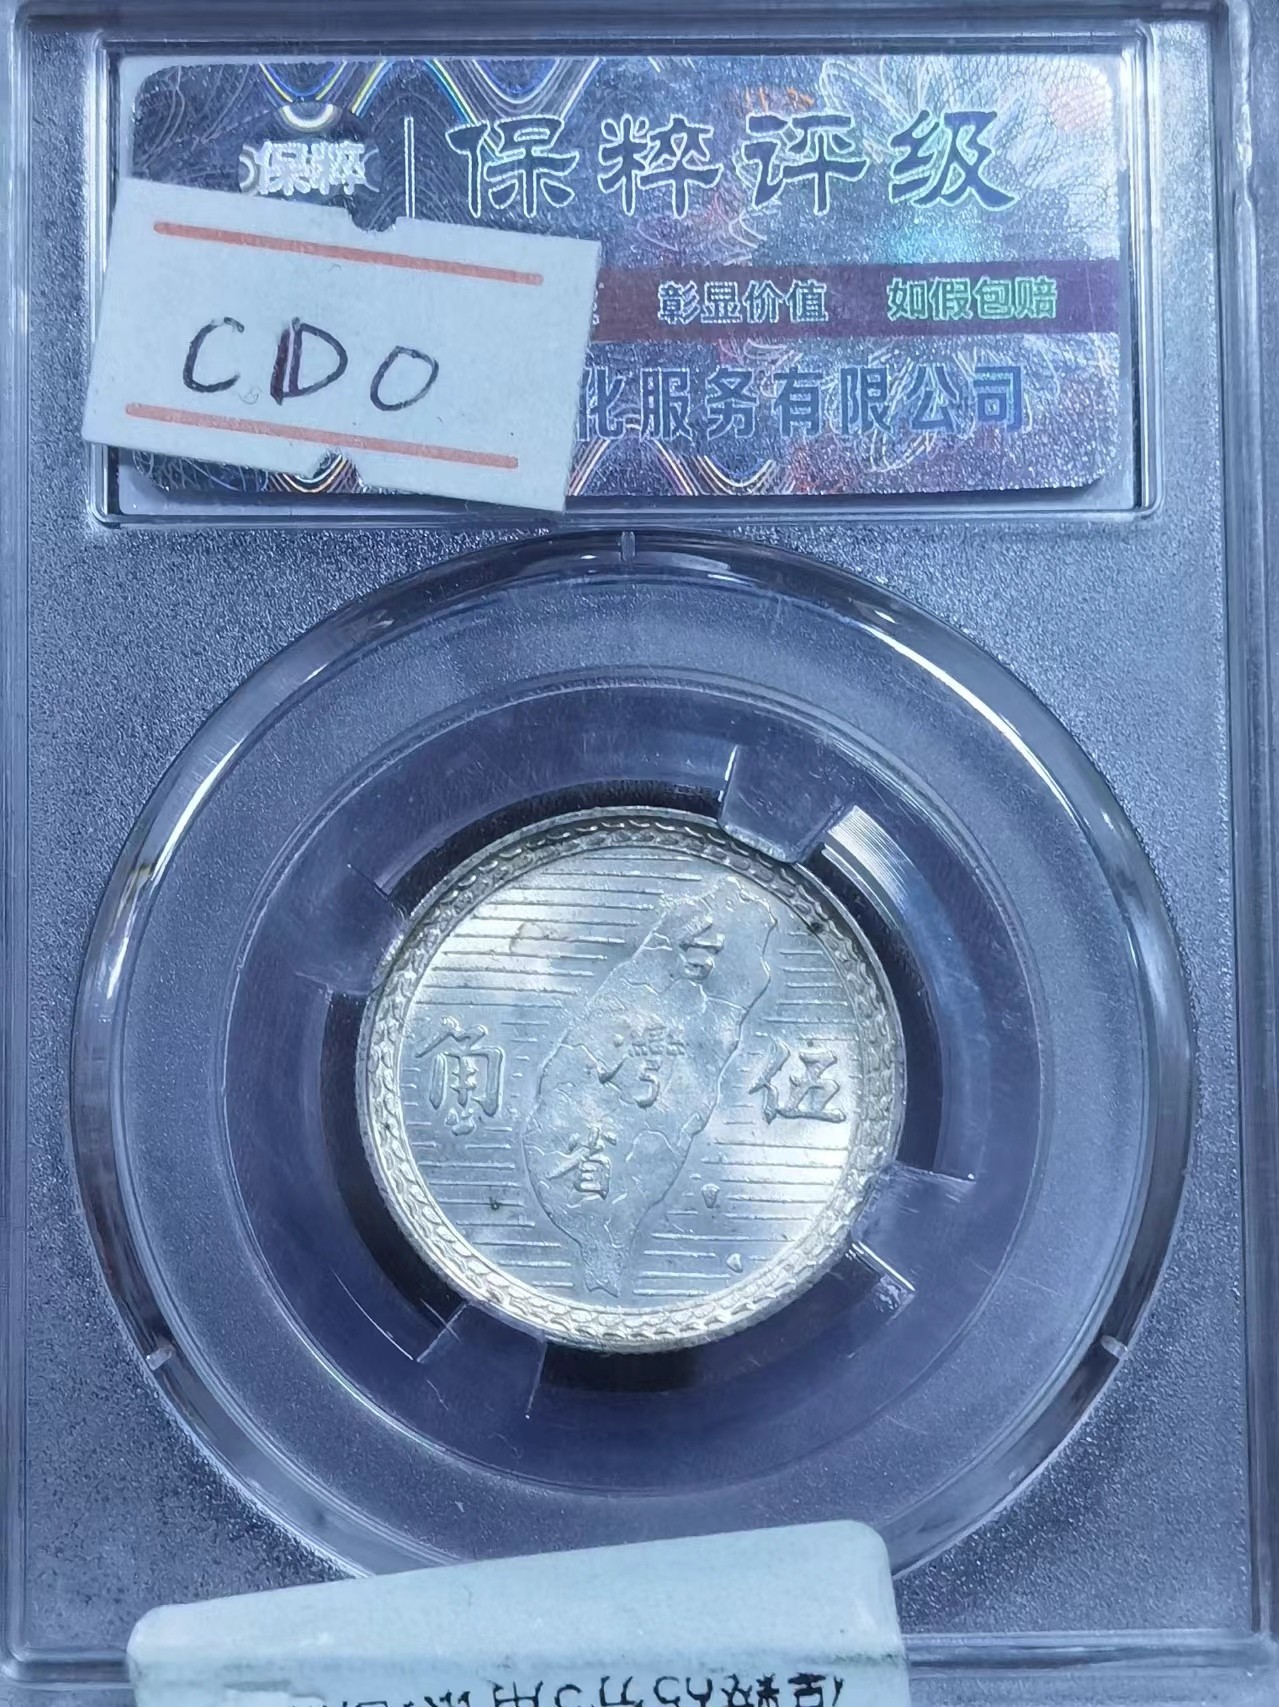 保粹 保粹评级
CDO
彰显价值 如假包赔
化服务有限公司
台
角 灣 伍
省